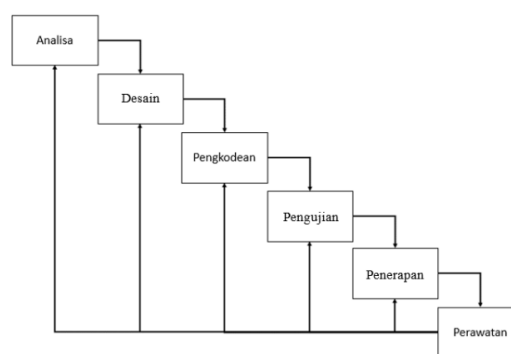 Analisa
Desain
Pengkodean
Pengujian
Penerapan
Perawatan